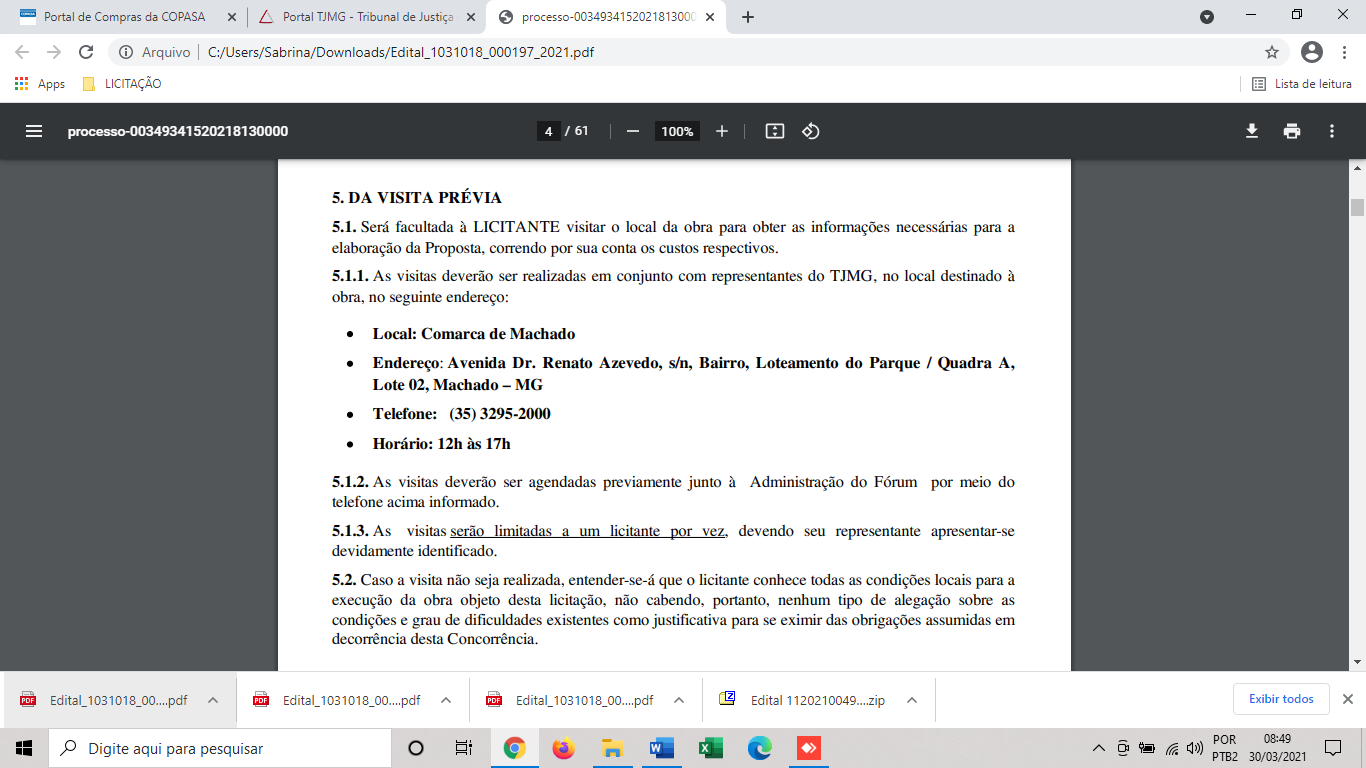 Portal de Compras da COPASA
Portal TJMG - Tribunal de Justiça
processo-0034934152021813000
Arquivo
C:/Users/Sabrina/Downloads/Edital_1031018_000197_2021.pdf
Apps
LICITAÇÃO
Lista de leitura
processo-00349341520218130000
4 / 61
100%
5. DA VISITA PRÉVIA
5.1. Será facultada à LICITANTE visitar o local da obra para obter as informações necessárias para a
elaboração da Proposta, correndo por sua conta os custos respectivos.
5.1.1. As visitas deverão ser realizadas em conjunto com representantes do TJMG, no local destinado à
obra, no seguinte endereço:
• Local: Comarca de Machado
• Endereço: Avenida Dr. Renato Azevedo, s/n, Bairro, Loteamento do Parque / Quadra A,
Lote 02, Machado – MG
• Telefone: (35) 3295-2000
• Horário: 12h às 17h
5.1.2. As visitas deverão ser agendadas previamente junto à Administração do Fórum por meio do
telefone acima informado.
5.1.3. As visitas serão limitadas a um licitante por vez, devendo seu representante apresentar-se
devidamente identificado.
5.2. Caso a visita não seja realizada, entender-se-á que o licitante conhece todas as condições locais para a
execução da obra objeto desta licitação, não cabendo, portanto, nenhum tipo de alegação sobre as
condições e grau de dificuldades existentes como justificativa para se eximir das obrigações assumidas em
decorrência desta Concorrência.
Edital_1031018_00....pdf
Edital_1031018_00....pdf
Edital_1031018_00....pdf
Edital 1120210049....zip
Exibir todos
Digite aqui para pesquisar
POR
PTB2
08:49
30/03/2021